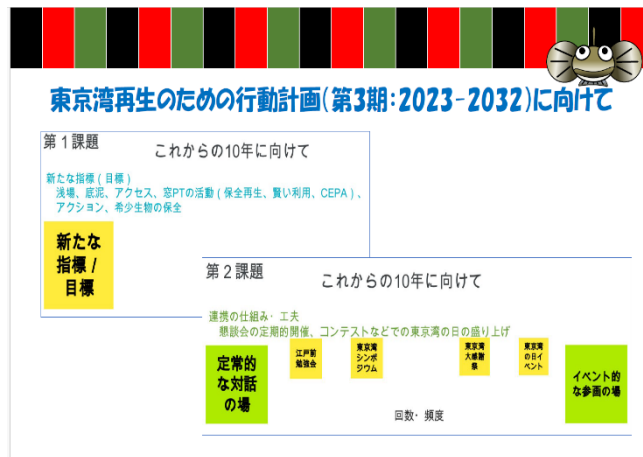 東京湾再生のための行動計画(第3期:2023-2032)に向けて
第1課題
これからの10年に向けて
新たな指標(目標)
浅場、底泥、アクセス、窓PTの活動(保全再生、賢い利用、CEPA)、
アクション、希少生物の保全
新たな
指標/
目標
第2課題
これからの10年に向けて
連携の仕組み・工夫
懇談会の定期的開催、コンテストなどでの東京湾の日の盛り上げ
定常的
な対話
の場
江戸前
勉強会
東京湾
シンポ
ジウム
東京湾
大感謝
祭
東京湾
の日イ
ベント
イベント的
な参画の場
回数・頻度